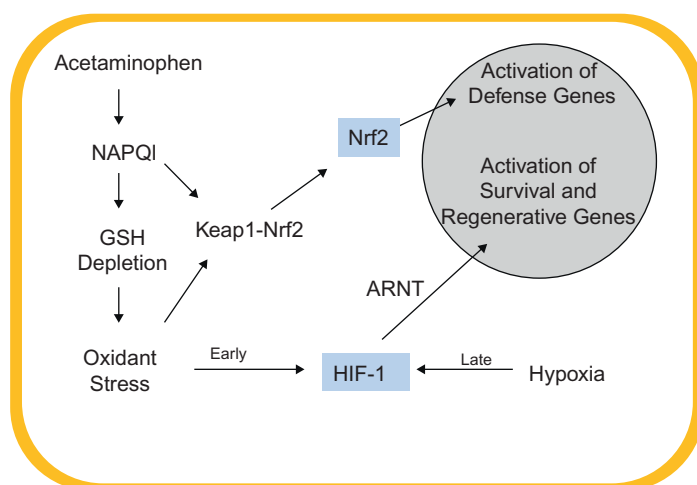 Acetaminophen
NAPQI
GSH
Depletion
Oxidant
Stress
Keap1-Nrf2
Nrf2
Activation of
Defense Genes
Activation of
Survival and
Regenerative Genes
ARNT
Early
HIF-1
Late
Hypoxia